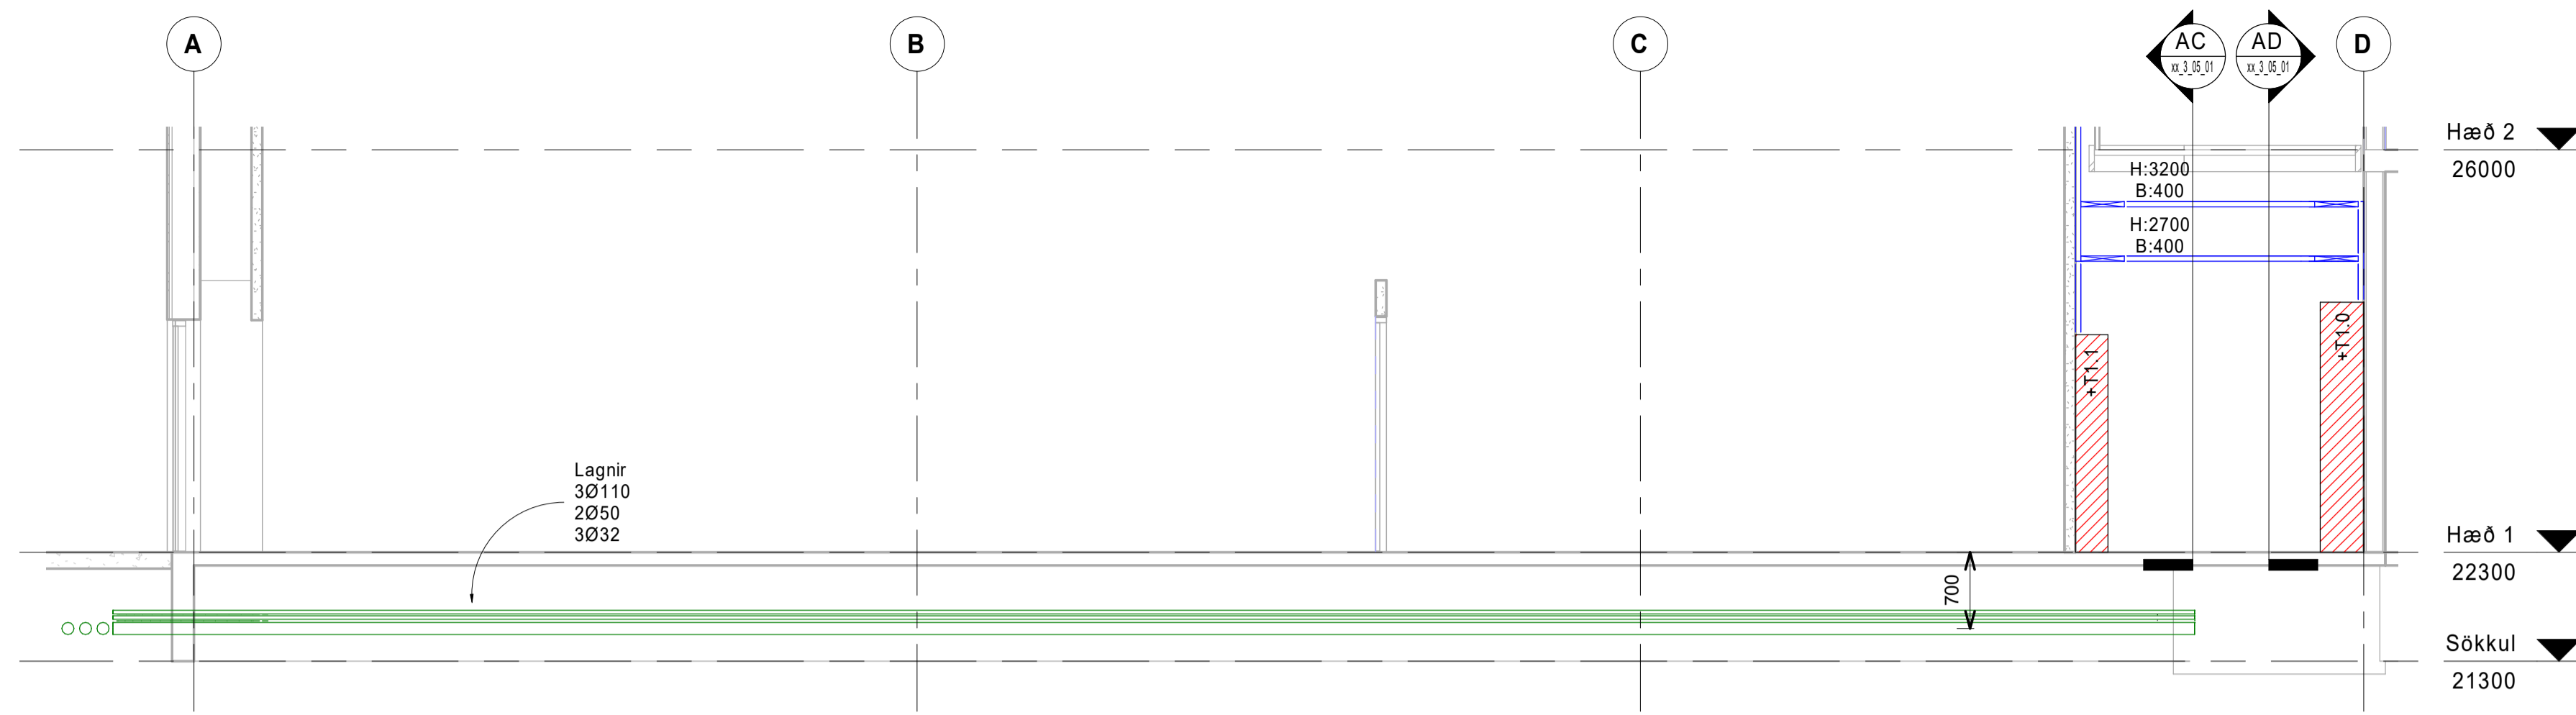 A
B
C
AC
xx_3_05_01
AD
xx_3_05_01
D
Hæð 2
26000
H:3200
B:400
H:2700
B:400
+T1.1
+T1.0
Lagnir
3Ø110
2Ø50
3Ø32
Hæð 1
22300
700
Sökkul
21300